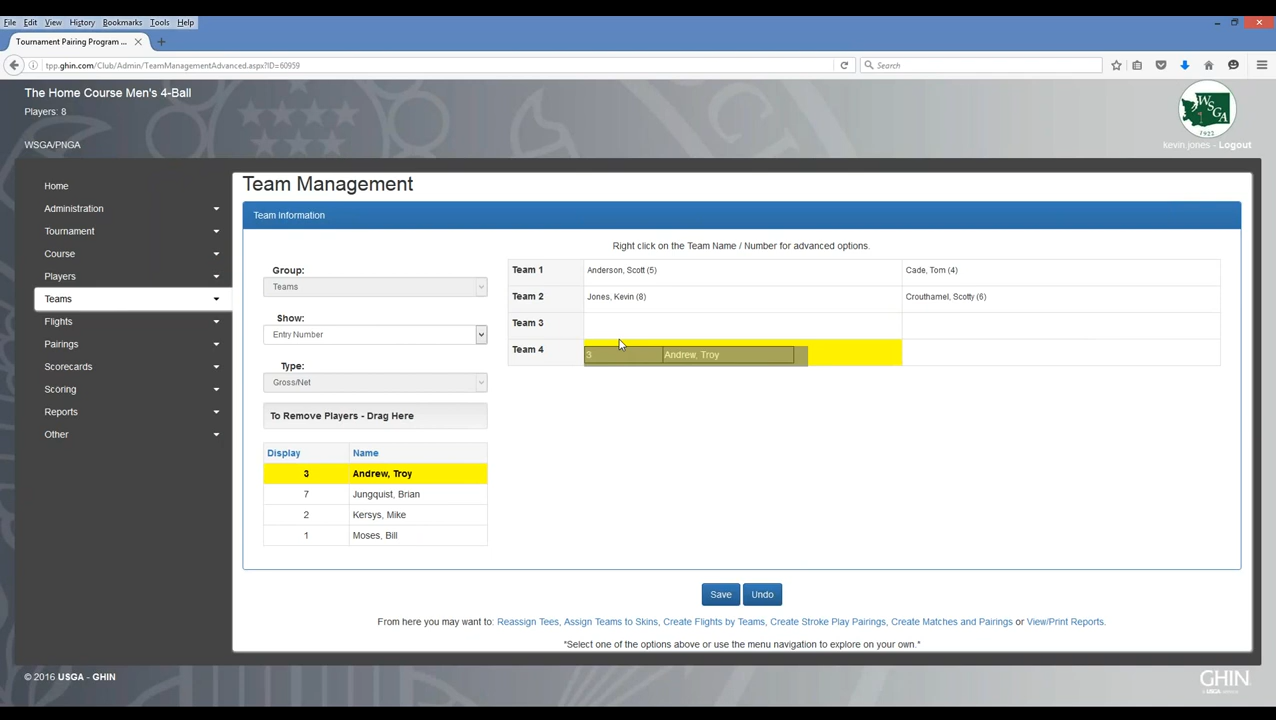 File Edit View History Bookmarks Tools Help
Tournament Pairing Program ...
tpp.ghin.com/Club/Admin/TeamManagementAdvanced.aspx?ID=60959
Search
The Home Course Men's 4-Ball
Players: 8
WSGA/PNGA
WSGA
1922
kevin jones - Logout
Home
Administration
Tournament
Course
Players
Teams
Flights
Pairings
Scorecards
Scoring
Reports
Other
Team Management
Team Information
Right click on the Team Name / Number for advanced options.
Group:
Teams
Show:
Entry Number
Type:
Gross/Net
To Remove Players - Drag Here
Display Name
3 Andrew, Troy
7 Jungquist, Brian
2 Kersys, Mike
1 Moses, Bill
Team 1 Anderson, Scott (5) Cade, Tom (4)
Team 2 Jones, Kevin (8) Crouthamel, Scotty (6)
Team 3
Team 4
3 Andrew, Troy
Save Undo
From here you may want to: Reassign Tees, Assign Teams to Skins, Create Flights by Teams, Create Stroke Play Pairings, Create Matches and Pairings or View/Print Reports.
*Select one of the options above or use the menu navigation to explore on your own.*
© 2016 USGA - GHIN
GHIN